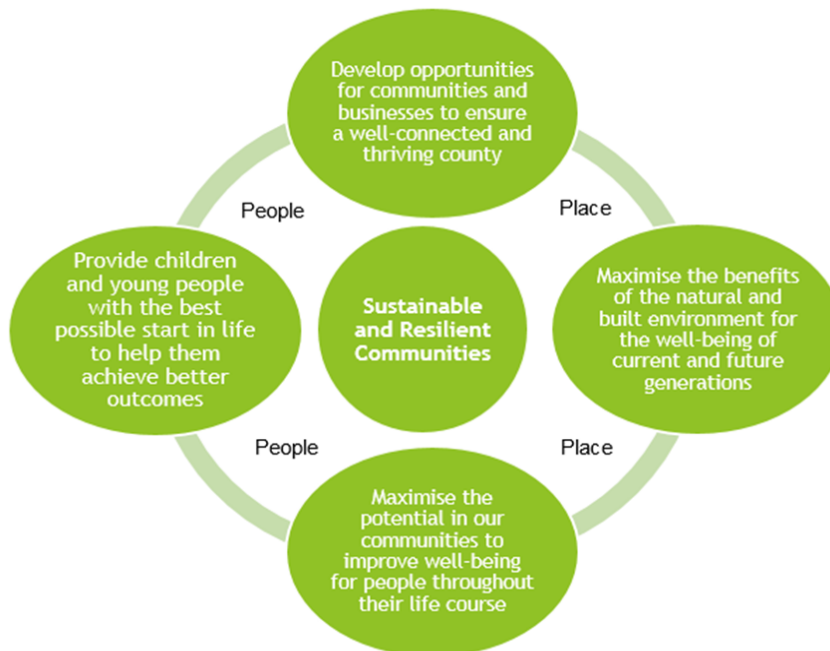 Develop opportunities
for communities and
businesses to ensure
a well-connected and
thriving county
People
Place
Provide children
and young people
with the best
possible start in life
to help them
achieve better
outcomes
Sustainable
and Resilient
Communities
Maximise the benefits
of the natural and
built environment for
the well-being of
current and future
generations
People
Place
Maximise the
potential in our
communities to
improve well-being
for people throughout
their life course